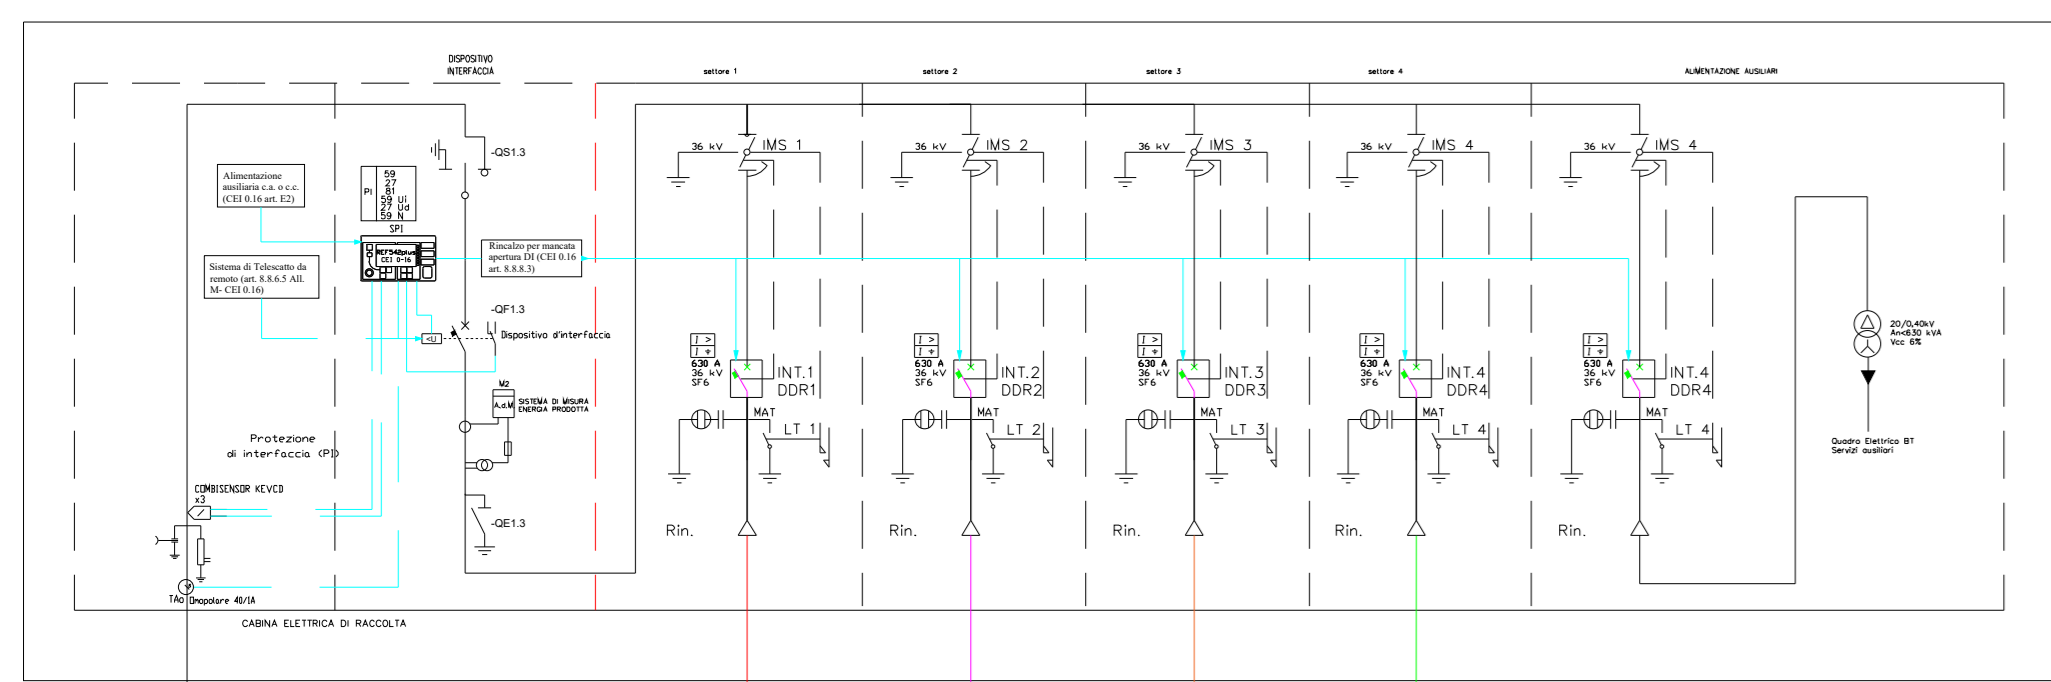 DISPOSITIVO
INTERFACCIA
settore 1
settore 2
settore 3
settore 4
ALIMENTAZIONE AUSILIARI
Alimentazione
ausiliaria c.a. o c.c.
(CEI 0.16 art. E2)
PI
59
27
81
59 Ui
27 Ud
59 N
SPI
REF542plus
CEI 0-16
-QS1.3
Sistema di Telescatto da
remoto (art. 8.8.6.5 All.
M- CEI 0.16)
Rincalzo per mancata
apertura DI (CEI 0.16
art. 8.8.8.3)
-QF1.3
<U
Dispositivo d'interfaccia
M2
A.d.M
SISTEMA DI MISURA
ENERGIA PRODOTTA
Protezione
di interfaccia (PI)
COMBISENSOR KEVCD
x3
-QE1.3
TAo Omopolare 40/1A
CABINA ELETTRICA DI RACCOLTA
36 kV
IMS 1
I >
630 A
36 kV
SF6
INT.1
DDR1
MAT
LT 1
Rin.
36 kV
IMS 2
I >
630 A
36 kV
SF6
INT.2
DDR2
MAT
LT 2
Rin.
36 kV
IMS 3
I >
630 A
36 kV
SF6
INT.3
DDR3
MAT
LT 3
Rin.
36 kV
IMS 4
I >
630 A
36 kV
SF6
INT.4
DDR4
MAT
LT 4
Rin.
36 kV
IMS 4
I >
630 A
36 kV
SF6
INT.4
DDR4
MAT
LT 4
Rin.
20/0,40kV
An<630 kVA
Vcc 6%
Quadro Elettrico BT
Servizi ausiliari